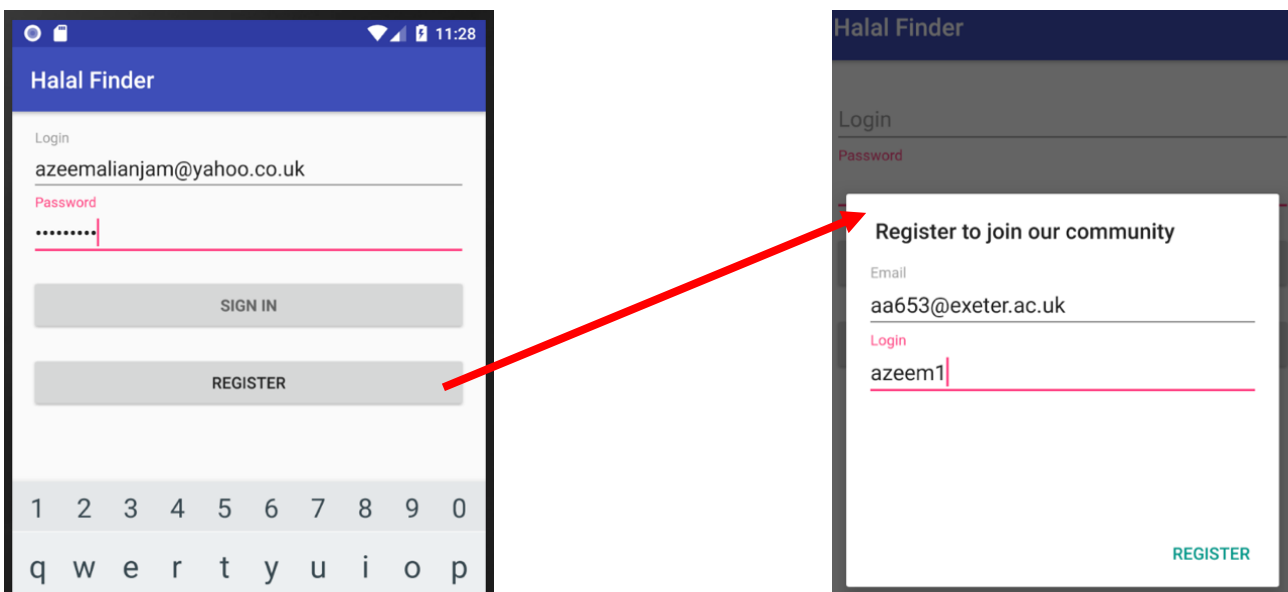 11:28
Halal Finder
Login
azeemalianjam@yahoo.co.uk
Password
•••••••••
SIGN IN
REGISTER
1 2 3 4 5 6 7 8 9 0
q w e r t y u i o p
Halal Finder
Login
Password
Register to join our community
Email
aa653@exeter.ac.uk
Login
azeem1
REGISTER